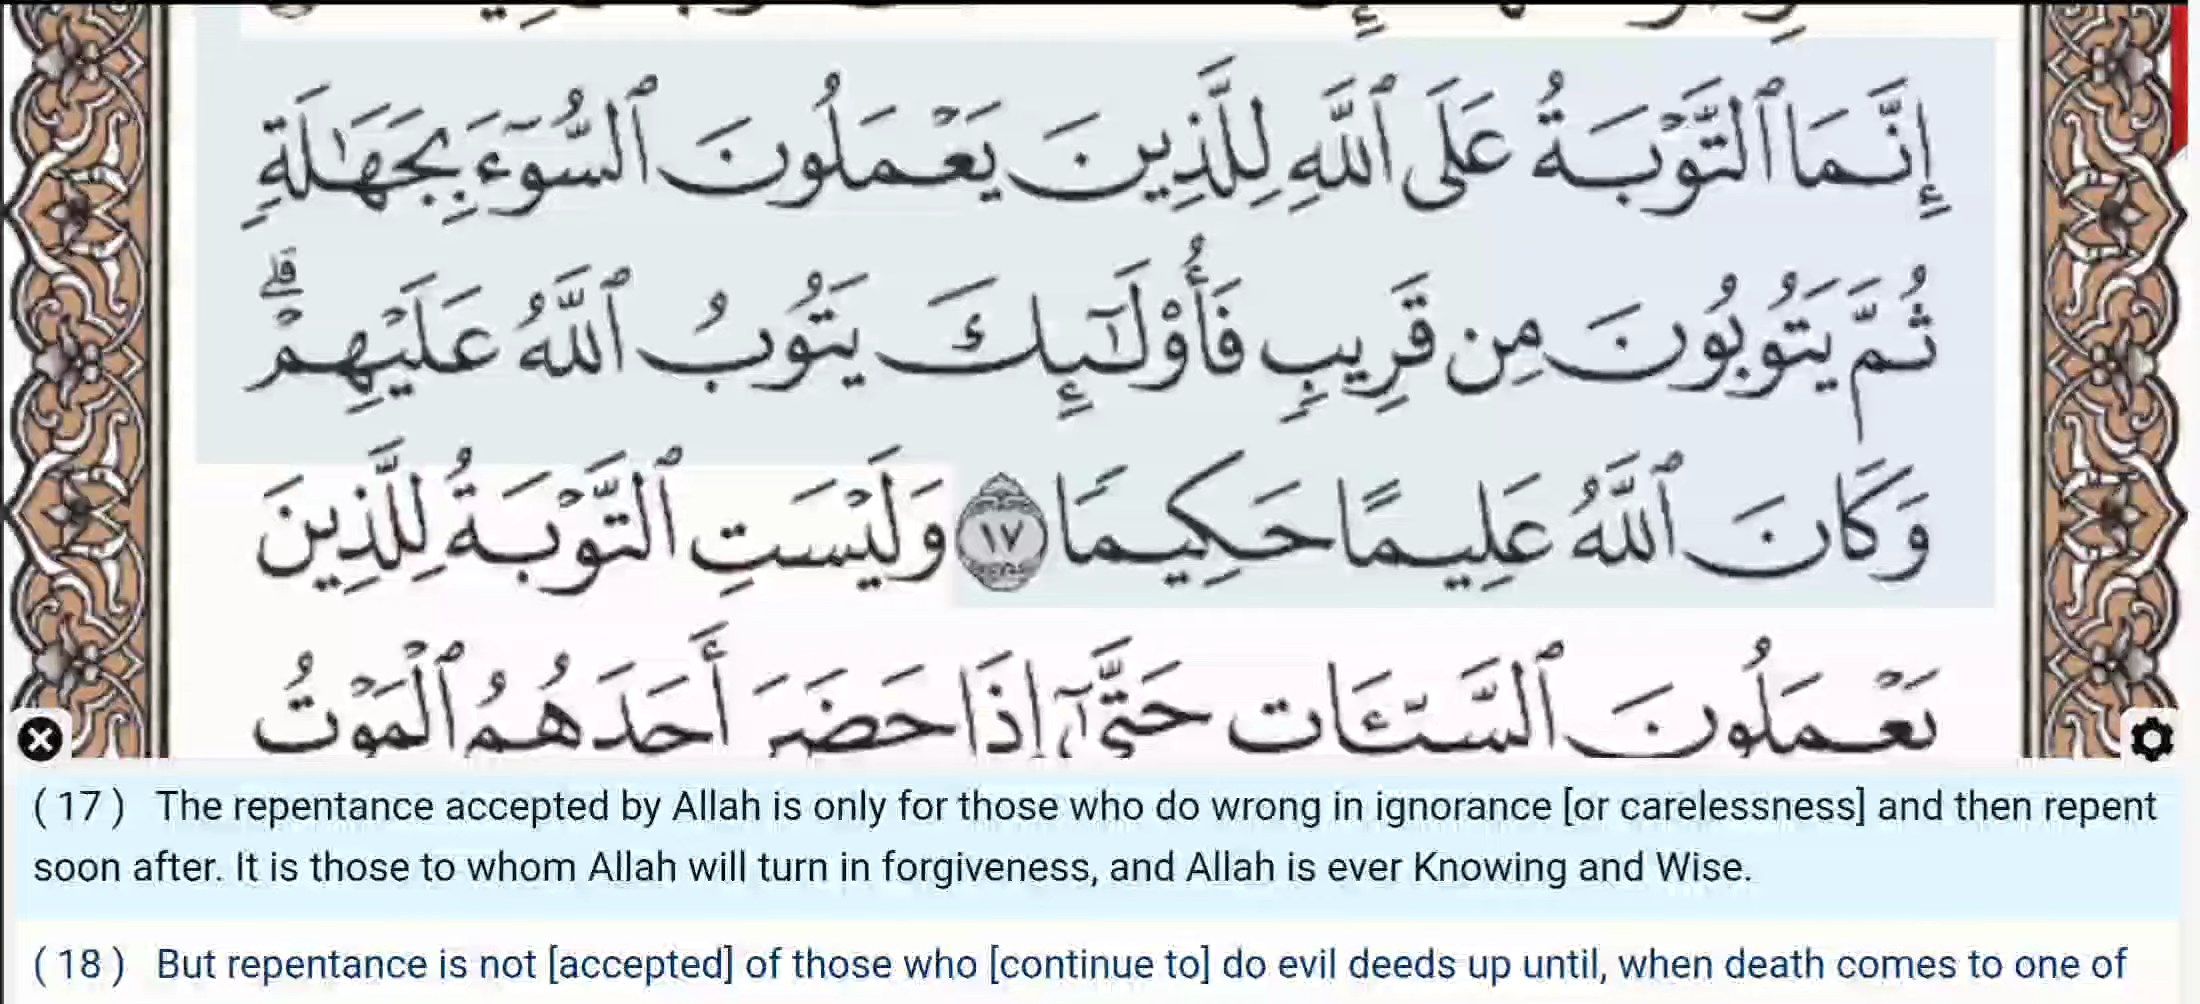 إِنَّمَا ٱلتَّوْبَةُ عَلَى ٱللَّهِ لِلَّذِينَ يَعْمَلُونَ ٱلسُّوٓءَ بِجَهَٰلَةٍ
ثُمَّ يَتُوبُونَ مِن قَرِيبٍ فَأُو۟لَٰٓئِكَ يَتُوبُ ٱللَّهُ عَلَيْهِمْ ۗ
وَكَانَ ٱللَّهُ عَلِيمًا حَكِيمًا ١٧ وَلَيْسَتِ ٱلتَّوْبَةُ لِلَّذِينَ
يَعْمَلُونَ ٱلسَّيِّـَٔاتِ حَتَّىٰٓ إِذَا حَضَرَ أَحَدَهُمُ ٱلْمَوْتُ
(17) The repentance accepted by Allah is only for those who do wrong in ignorance [or carelessness] and then repent
soon after. It is those to whom Allah will turn in forgiveness, and Allah is ever Knowing and Wise.
(18) But repentance is not [accepted] of those who [continue to] do evil deeds up until, when death comes to one of